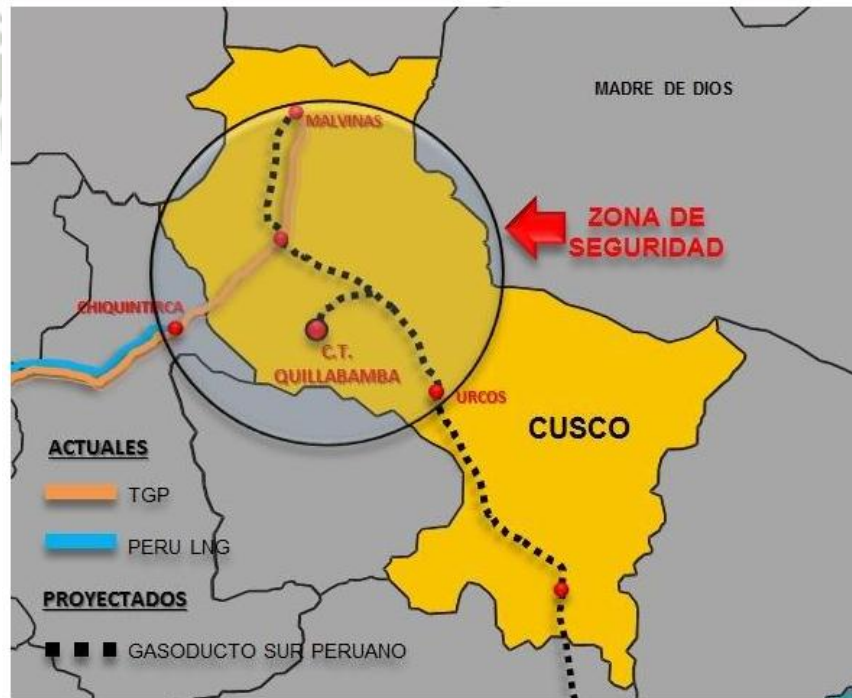 MADRE DE DIOS
MALVINAS
ZONA DE
SEGURIDAD
CHIQUINTIRCA
C.T.
QUILLABAMBA
URCOS
CUSCO
ACTUALES
TGP
PERU LNG
PROYECTADOS
GASODUCTO SUR PERUANO